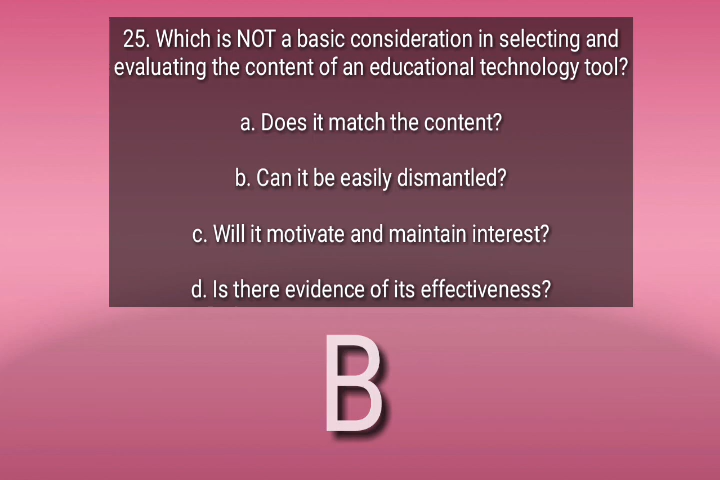 25. Which is NOT a basic consideration in selecting and
evaluating the content of an educational technology tool?
a. Does it match the content?
b. Can it be easily dismantled?
c. Will it motivate and maintain interest?
d. Is there evidence of its effectiveness?
B